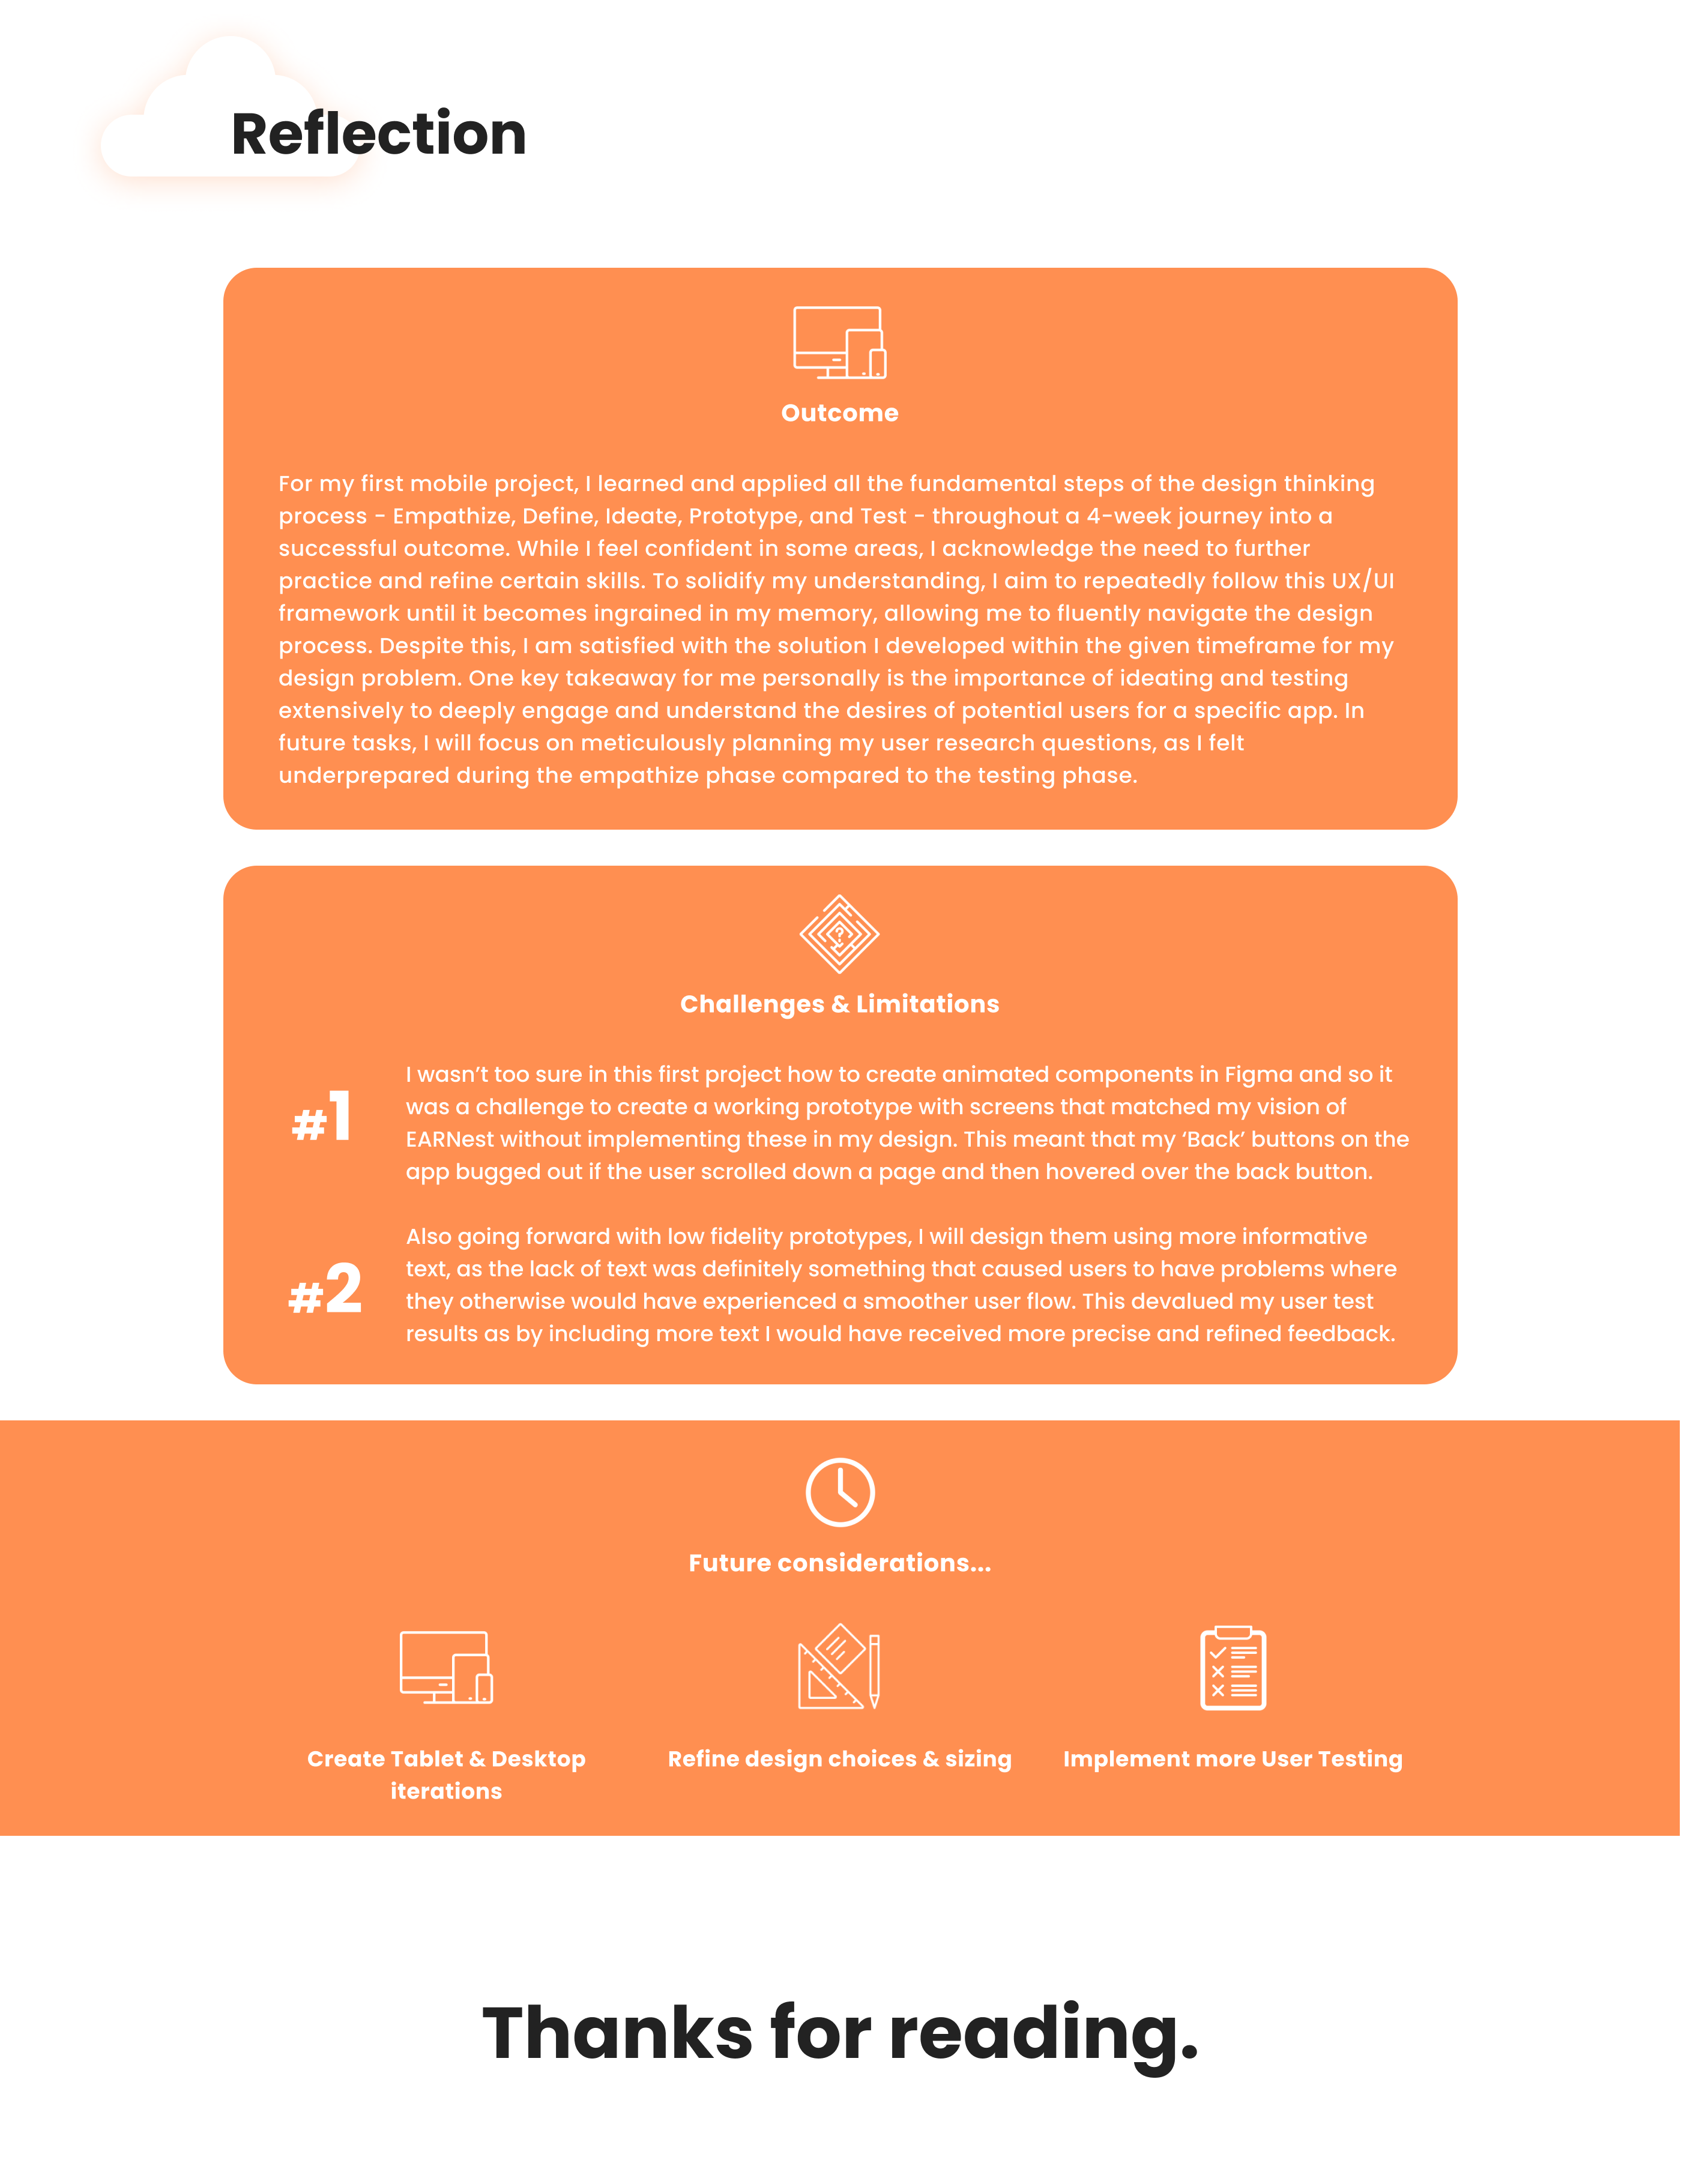 Reflection
Outcome
For my first mobile project, I learned and applied all the fundamental steps of the design thinking
process - Empathize, Define, Ideate, Prototype, and Test - throughout a 4-week journey into a
successful outcome. While I feel confident in some areas, I acknowledge the need to further
practice and refine certain skills. To solidify my understanding, I aim to repeatedly follow this UX/UI
framework until it becomes ingrained in my memory, allowing me to fluently navigate the design
process. Despite this, I am satisfied with the solution I developed within the given timeframe for my
design problem. One key takeaway for me personally is the importance of ideating and testing
extensively to deeply engage and understand the desires of potential users for a specific app. In
future tasks, I will focus on meticulously planning my user research questions, as I felt
underprepared during the empathize phase compared to the testing phase.
?
Challenges & Limitations
#1
I wasn’t too sure in this first project how to create animated components in Figma and so it
was a challenge to create a working prototype with screens that matched my vision of
EARNest without implementing these in my design. This meant that my ‘Back’ buttons on the
app bugged out if the user scrolled down a page and then hovered over the back button.
#2
Also going forward with low fidelity prototypes, I will design them using more informative
text, as the lack of text was definitely something that caused users to have problems where
they otherwise would have experienced a smoother user flow. This devalued my user test
results as by including more text I would have received more precise and refined feedback.
Future considerations...
Create Tablet & Desktop
iterations
Refine design choices & sizing
Implement more User Testing
Thanks for reading.